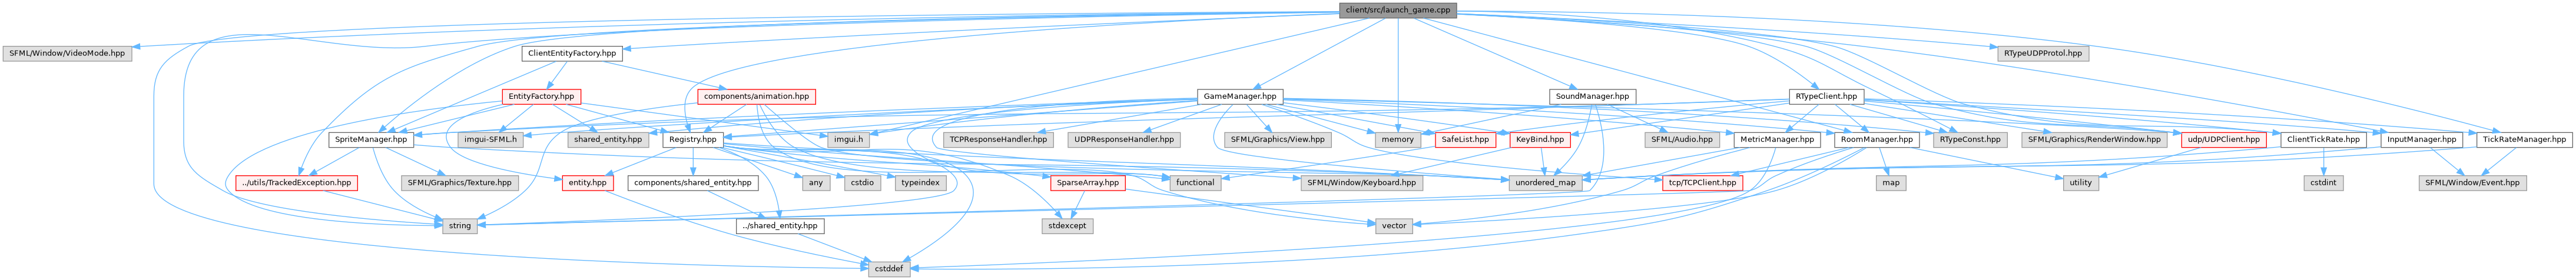 client/src/launch_game.cpp
SFML/Window/VideoMode.hpp
ClientEntityFactory.hpp
RTypeUDPProtol.hpp
EntityFactory.hpp
components/animation.hpp
GameManager.hpp
SoundManager.hpp
RTypeClient.hpp
SpriteManager.hpp
imgui-SFML.h
shared_entity.hpp
Registry.hpp
imgui.h
TCPResponseHandler.hpp
UDPResponseHandler.hpp
SFML/Graphics/View.hpp
memory
SafeList.hpp
KeyBind.hpp
SFML/Audio.hpp
MetricManager.hpp
RoomManager.hpp
RTypeConst.hpp
SFML/Graphics/RenderWindow.hpp
udp/UDPClient.hpp
ClientTickRate.hpp
InputManager.hpp
TickRateManager.hpp
../utils/TrackedException.hpp
SFML/Graphics/Texture.hpp
entity.hpp
components/shared_entity.hpp
any
cstdio
typeindex
SparseArray.hpp
functional
SFML/Window/Keyboard.hpp
tcp/TCPClient.hpp
unordered_map
map
utility
cstdint
SFML/Window/Event.hpp
string
../shared_entity.hpp
stdexcept
vector
cstddef